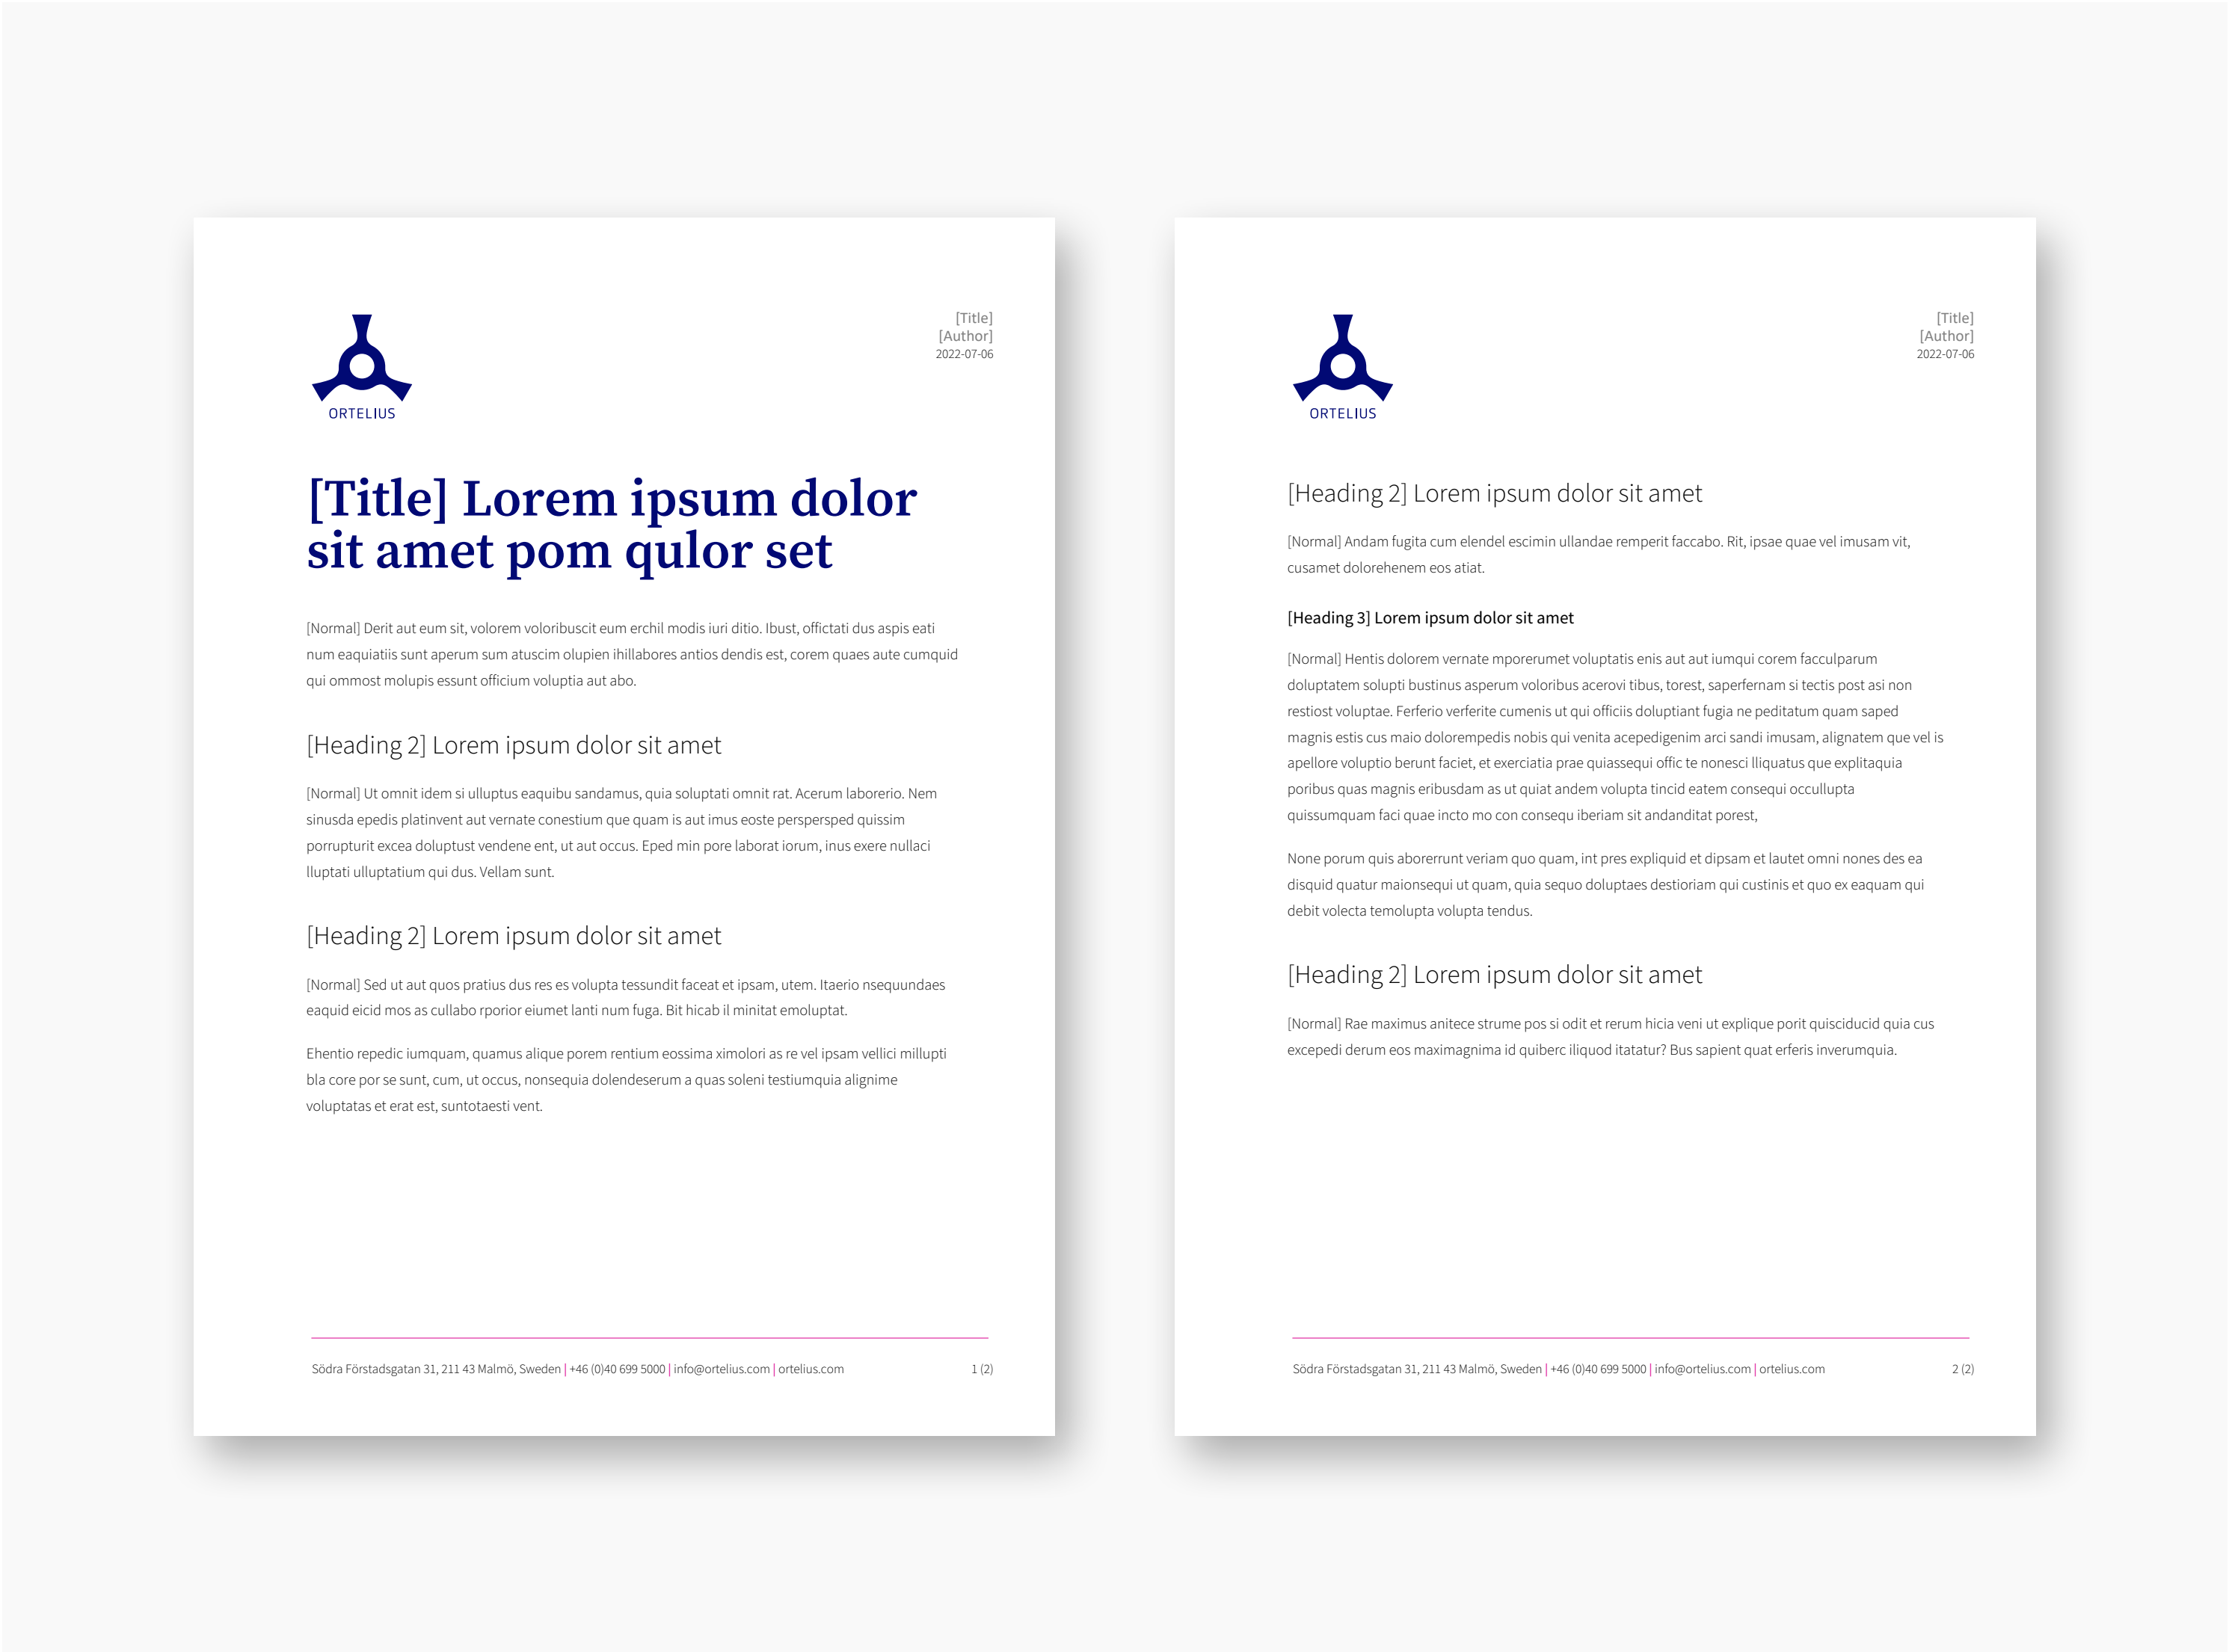 ORTELIUS
[Title]
[Author]
2022-07-06
[Title] Lorem ipsum dolor
sit amet pom qulor set
[Normal] Derit aut eum sit, volorem voloribuscit eum erchil modis iuri ditio. Ibust, offictati dus aspis eati
num eaquiatiis sunt aperum sum atuscim olupien ihillabores antios dendis est, corem quaes aute cumquid
qui ommost molupis essunt officium voluptia aut abo.
[Heading 2] Lorem ipsum dolor sit amet
[Normal] Ut omnit idem si ulluptus eaquibu sandamus, quia soluptati omnit rat. Acerum laborerio. Nem
sinusda epedis platinvent aut vernate conestium que quam is aut imus eoste perspersped quissim
porrupturit excea doluptust vendene ent, ut aut occus. Eped min pore laborat iorum, inus exere nullaci
lluptati ulluptatium qui dus. Vellam sunt.
[Heading 2] Lorem ipsum dolor sit amet
[Normal] Sed ut aut quos pratius dus res es volupta tessundit faceat et ipsam, utem. Itaerio nsequundaes
eaquid eicid mos as cullabo rporior eiumet lanti num fuga. Bit hicab il minitat emoluptat.
Ehentio repedic iumquam, quamus alique porem rentium eossima ximolori as re vel ipsam vellici millupti
bla core por se sunt, cum, ut occus, nonsequia dolendeserum a quas soleni testiumquia alignime
voluptatas et erat est, suntotaesti vent.
Södra Förstadsgatan 31, 211 43 Malmö, Sweden | +46 (0)40 699 5000 | info@ortelius.com | ortelius.com
1 (2)
ORTELIUS
[Title]
[Author]
2022-07-06
[Heading 2] Lorem ipsum dolor sit amet
[Normal] Andam fugita cum elendel escimin ullandae remperit faccabo. Rit, ipsae quae vel imusam vit,
cusamet dolorehenem eos atiat.
[Heading 3] Lorem ipsum dolor sit amet
[Normal] Hentis dolorem vernate mporerumet voluptatis enis aut aut iumqui corem facculparum
doluptatem solupti bustinus asperum voloribus acerovi tibus, torest, saperfernam si tectis post asi non
restiost voluptae. Ferferio verferite cumenis ut qui officiis doluptiant fugia ne peditatum quam saped
magnis estis cus maio dolorempedis nobis qui venita acepedigenim arci sandi imusam, alignatem que vel is
apellore voluptio berunt faciet, et exerciatia prae quiassequi offic te nonesci lliquatus que explitaquia
poribus quas magnis eribusdam as ut quiat andem volupta tincid eatem consequi occullupta
quissumquam faci quae incto mo con consequ iberiam sit andanditat porest,
None porum quis aborerrunt veriam quo quam, int pres expliquid et dipsam et lautet omni nones des ea
disquid quatur maionsequi ut quam, quia sequo doluptaes destioriam qui custinis et quo ex eaquam qui
debit volecta temolupta volupta tendus.
[Heading 2] Lorem ipsum dolor sit amet
[Normal] Rae maximus anitece strume pos si odit et rerum hicia veni ut explique porit quisciducid quia cus
excepedi derum eos maximagnima id quiberc iliquod itatatur? Bus sapient quat erferis inverumquia.
Södra Förstadsgatan 31, 211 43 Malmö, Sweden | +46 (0)40 699 5000 | info@ortelius.com | ortelius.com
2 (2)